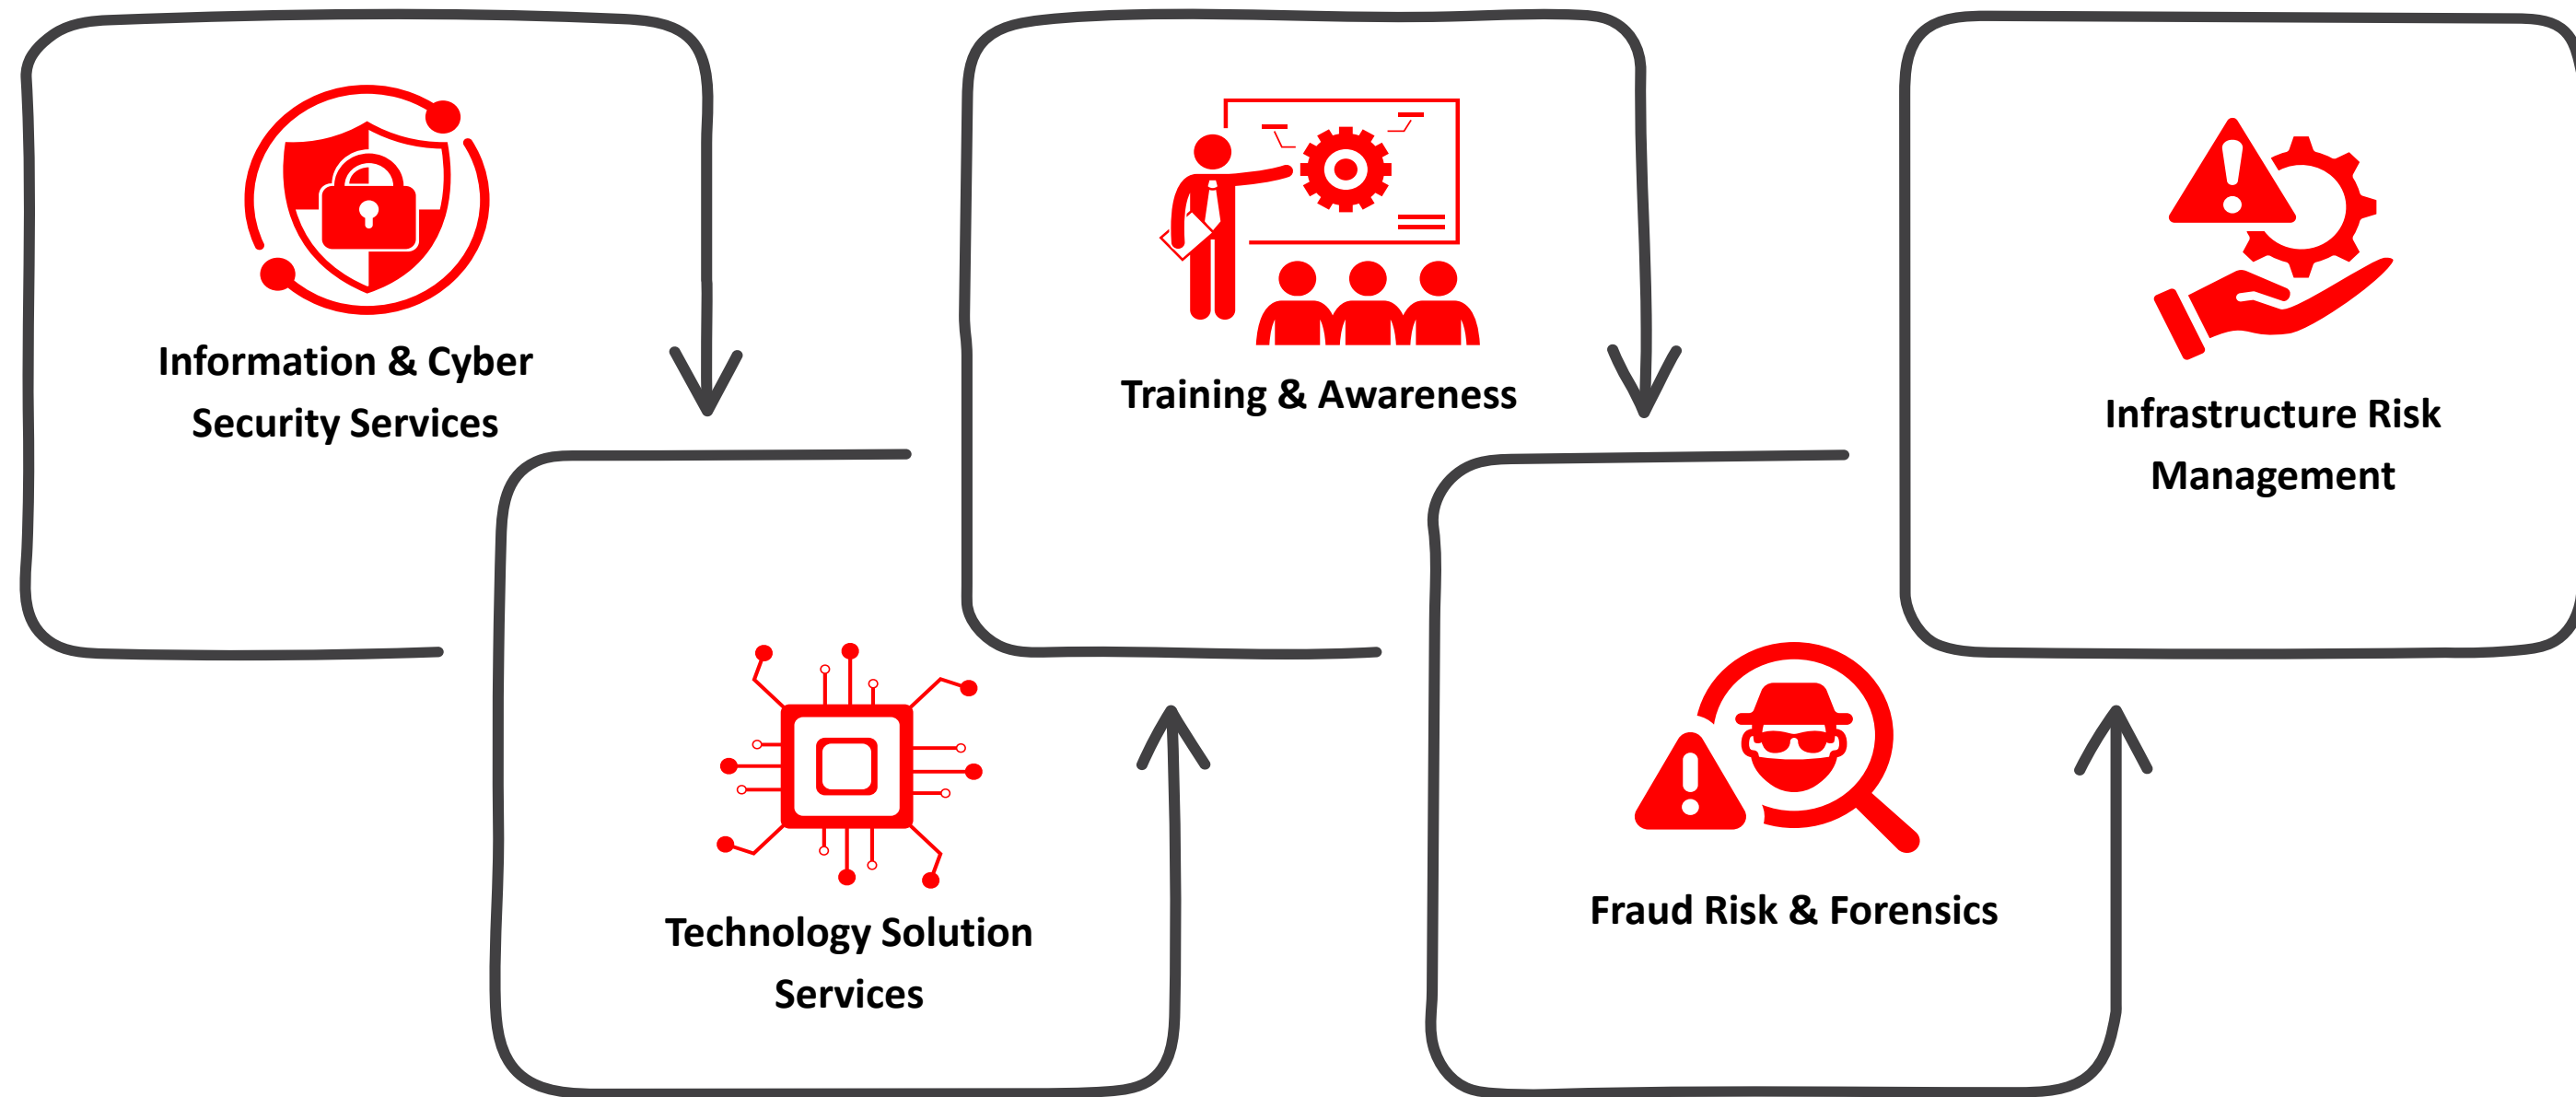 Information & Cyber
Security Services
Technology Solution
Services
Training & Awareness
Fraud Risk & Forensics
Infrastructure Risk
Management